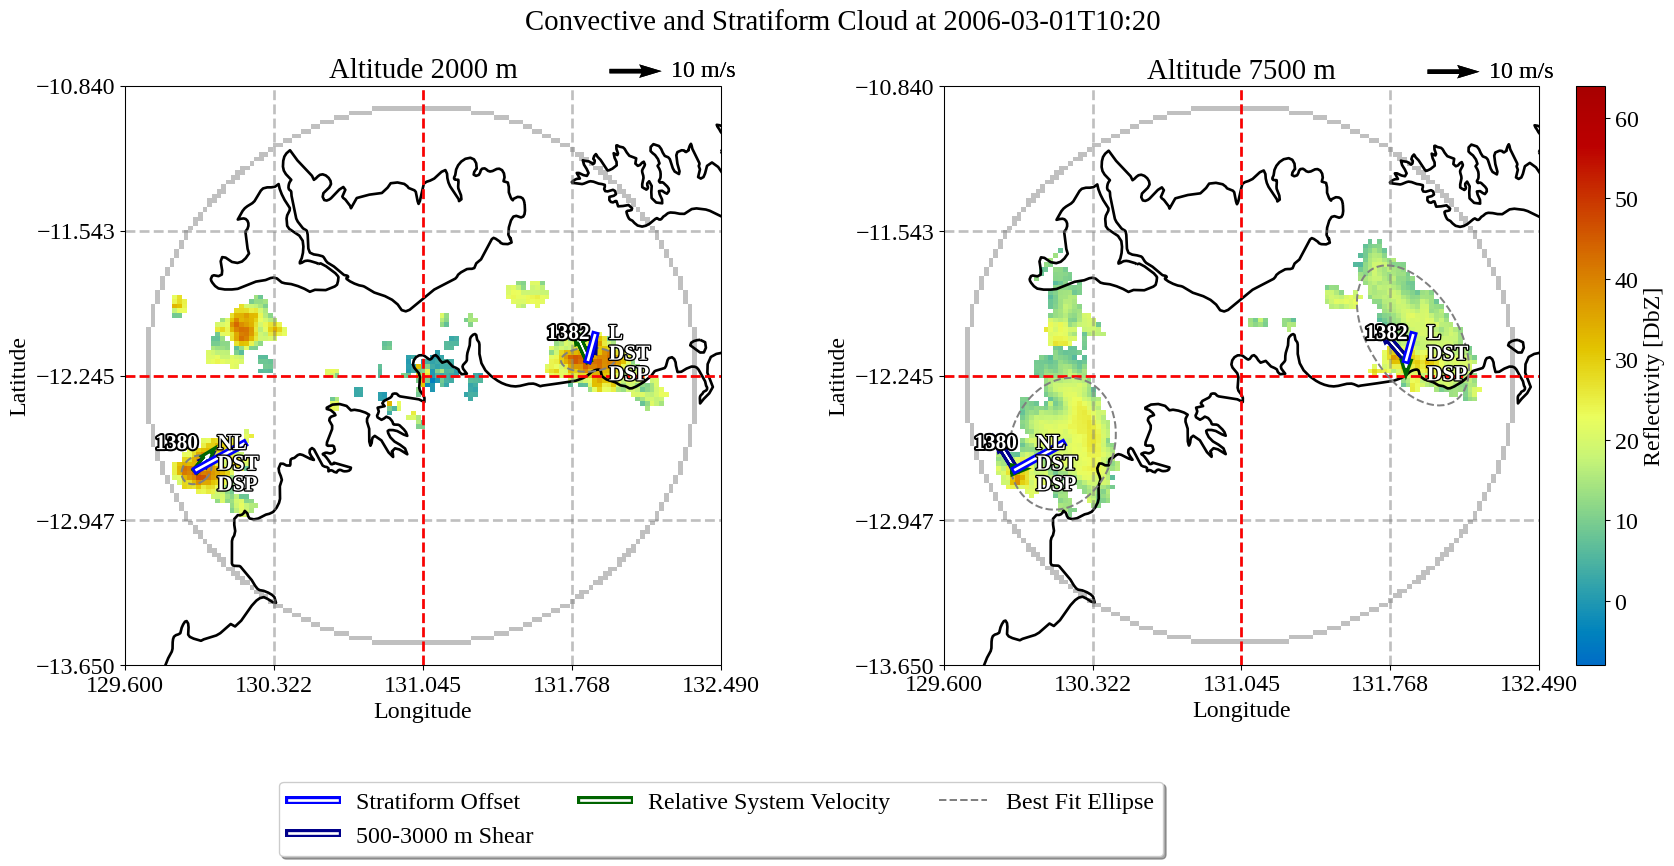 Convective and Stratiform Cloud at 2006-03-01T10:20
Altitude 2000 m
10 m/s
−10.840
−11.543
−12.245
−12.947
−13.650
129.600
130.322
131.045
131.768
132.490
Latitude
Longitude
1382
L
DST
DSP
1380
NL
DST
DSP
Altitude 7500 m
10 m/s
−10.840
−11.543
−12.245
−12.947
−13.650
129.600
130.322
131.045
131.768
132.490
Latitude
Longitude
1382
L
DST
DSP
1380
NL
DST
DSP
60
50
40
30
20
10
0
Reflectivity [DbZ]
Stratiform Offset
500-3000 m Shear
Relative System Velocity
Best Fit Ellipse